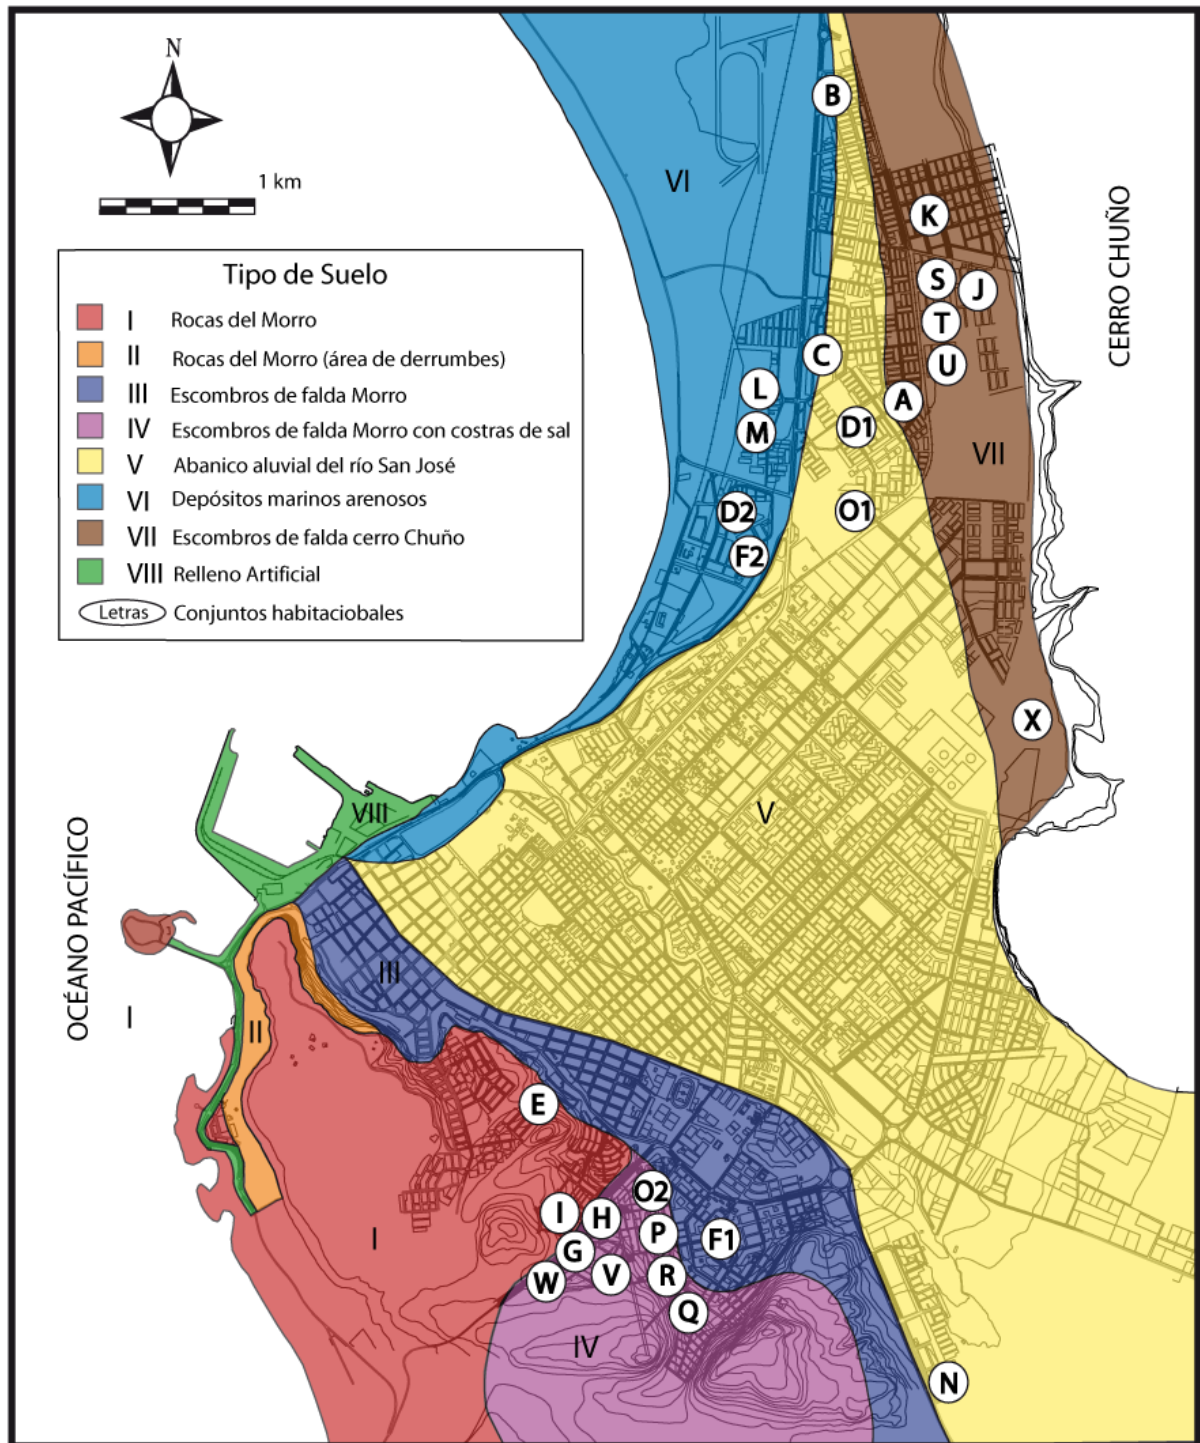 N
1 km
Tipo de Suelo
I Rocas del Morro
II Rocas del Morro (área de derrumbes)
III Escombros de falda Morro
IV Escombros de falda Morro con costras de sal
V Abanico aluvial del río San José
VI Depósitos marinos arenosos
VII Escombros de falda cerro Chuño
VIII Relleno Artificial
Letras Conjuntos habitaciobales
B
VI
K
CERRO CHUÑO
S
J
T
C
U
L
A
M
D1
VII
D2
O1
F2
X
VIII
V
OCÉANO PACÍFICO
III
I
II
E
O2
I
H
P
F1
I
G
V
R
W
Q
IV
N